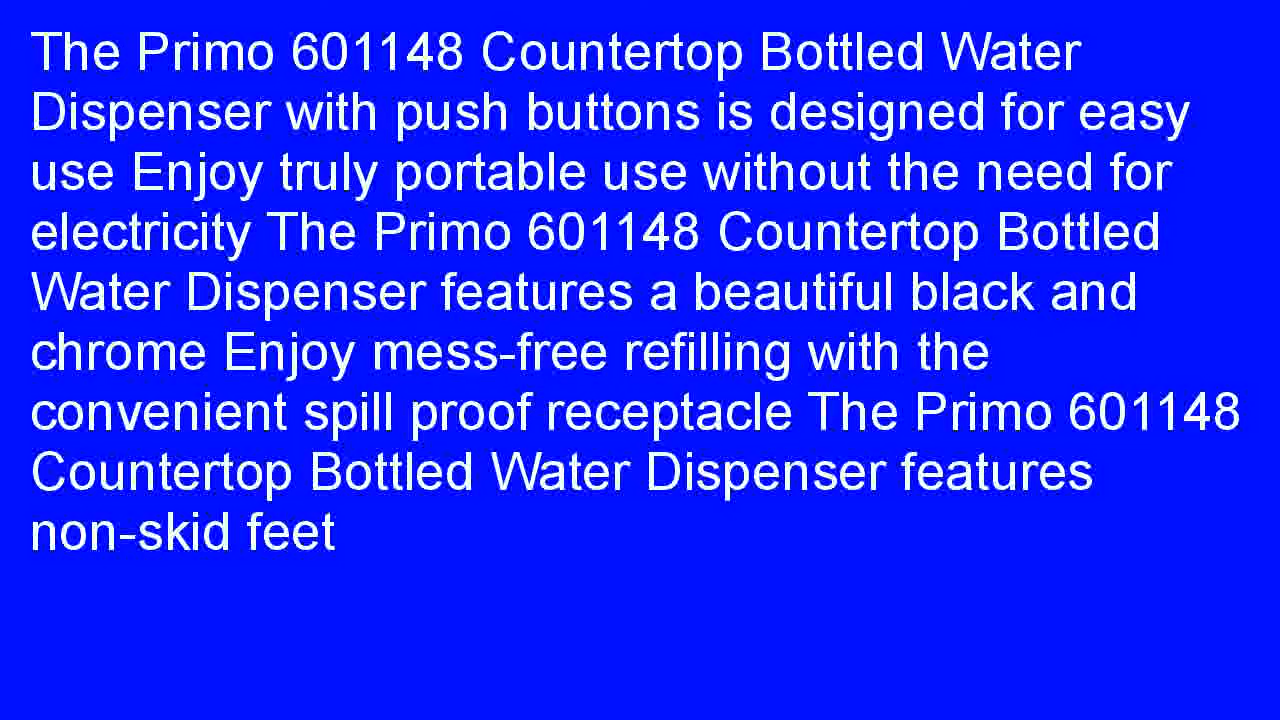 The Primo 601148 Countertop Bottled Water
Dispenser with push buttons is designed for easy
use Enjoy truly portable use without the need for
electricity The Primo 601148 Countertop Bottled
Water Dispenser features a beautiful black and
chrome Enjoy mess-free refilling with the
convenient spill proof receptacle The Primo 601148
Countertop Bottled Water Dispenser features
non-skid feet